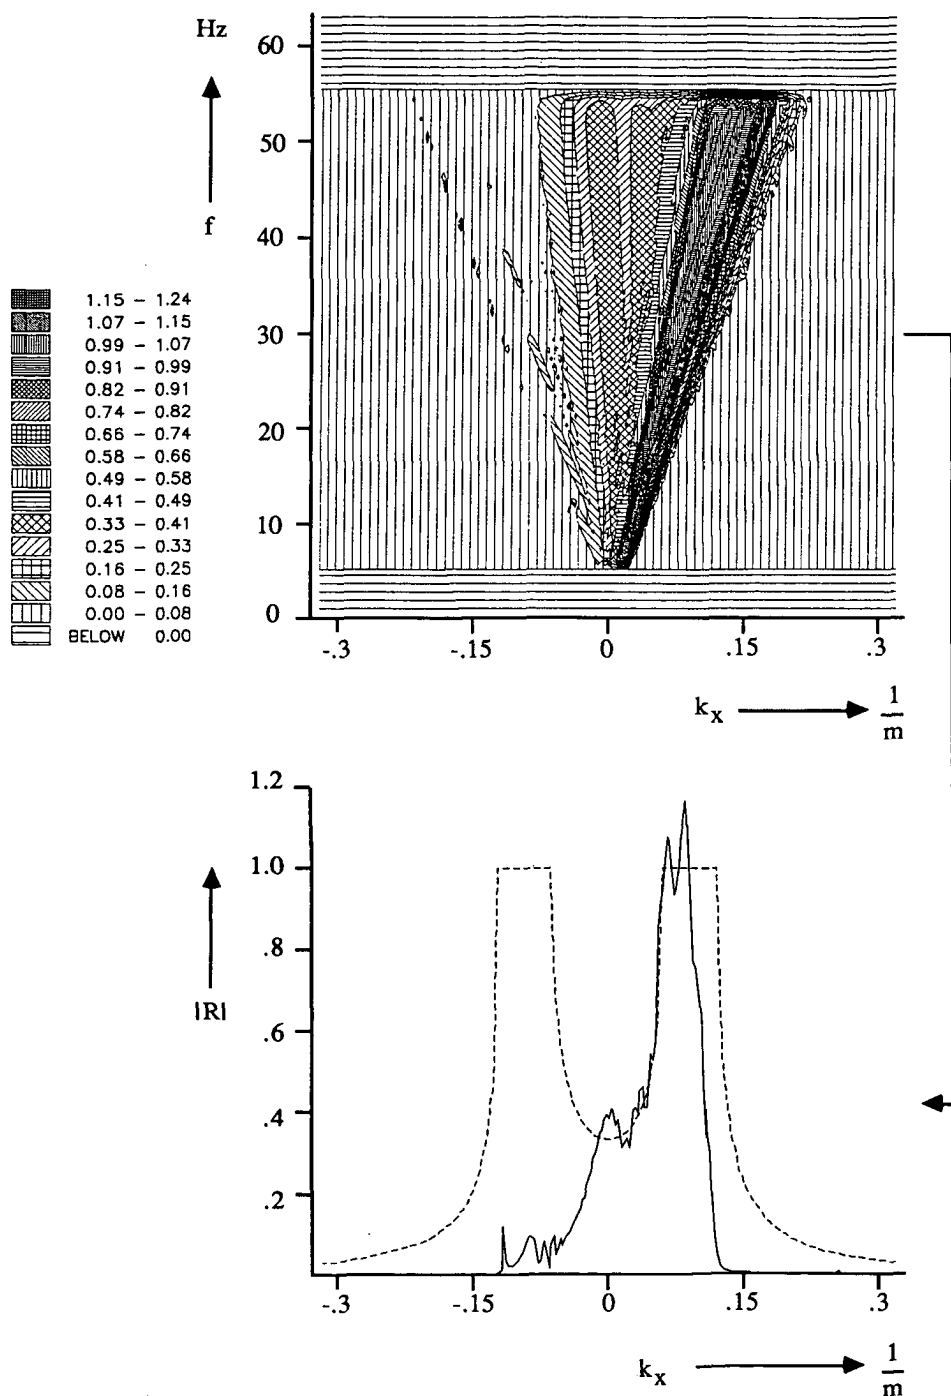 Hz
60
50
f
40
30
20
10
0
1.15 – 1.24
1.07 – 1.15
0.99 – 1.07
0.91 – 0.99
0.82 – 0.91
0.74 – 0.82
0.66 – 0.74
0.58 – 0.66
0.49 – 0.58
0.41 – 0.49
0.33 – 0.41
0.25 – 0.33
0.16 – 0.25
0.08 – 0.16
0.00 – 0.08
BELOW 0.00
-.3 -.15 0 .15 .3
kx 1/m
1.2
1.0
.8
|R|
.6
.4
.2
-.3 -.15 0 .15 .3
kx 1/m